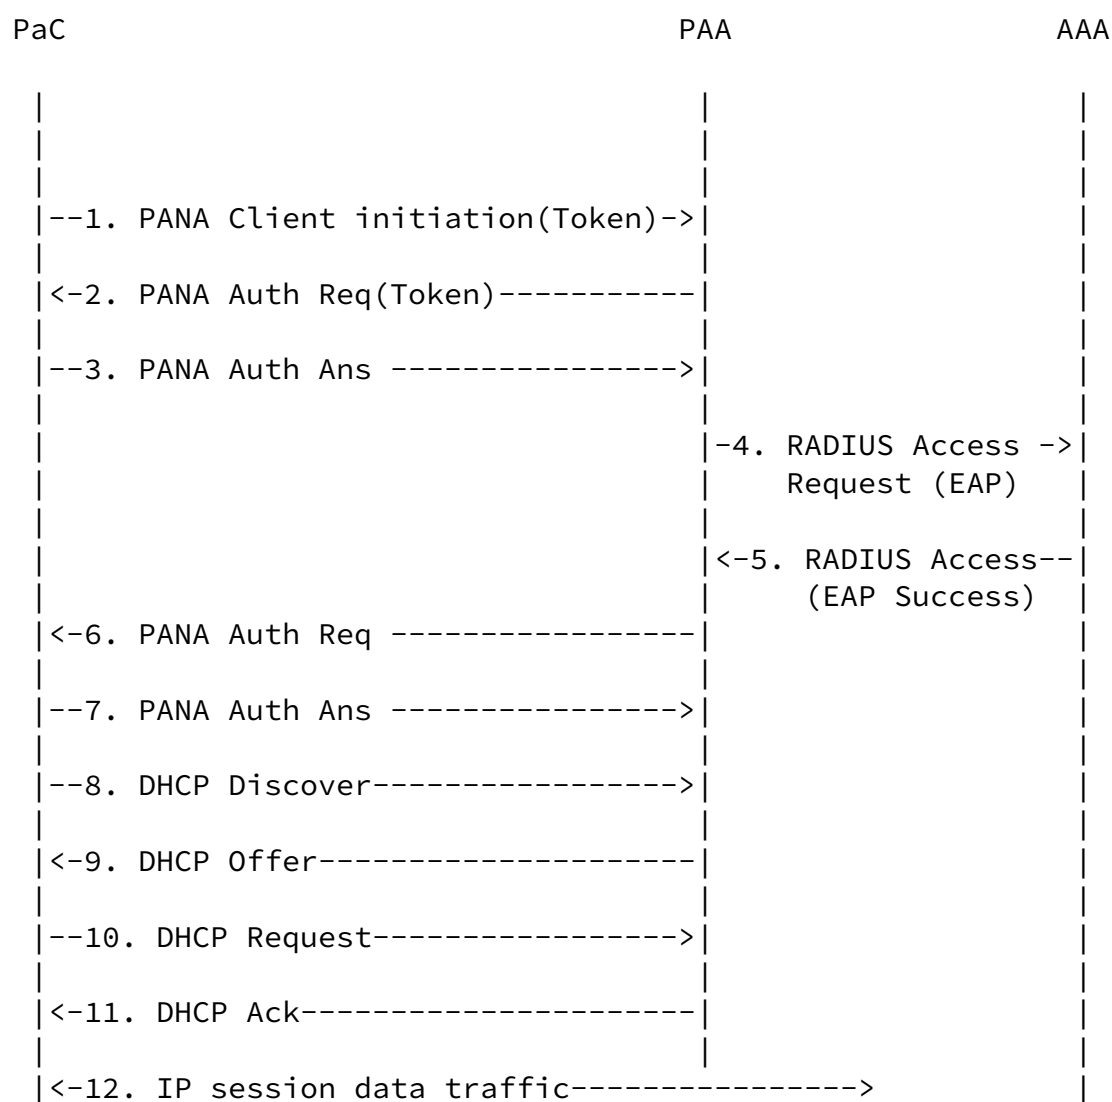 PaC PAA AAA
--1. PANA Client initiation(Token)->
<-2. PANA Auth Req(Token)-----------
--3. PANA Auth Ans ---------------->
-4. RADIUS Access ->
Request (EAP)
<-5. RADIUS Access--
(EAP Success)
<-6. PANA Auth Req -----------------
--7. PANA Auth Ans ---------------->
--8. DHCP Discover----------------->
<-9. DHCP Offer---------------------
--10. DHCP Request----------------->
<-11. DHCP Ack----------------------
<-12. IP session data traffic---------------->